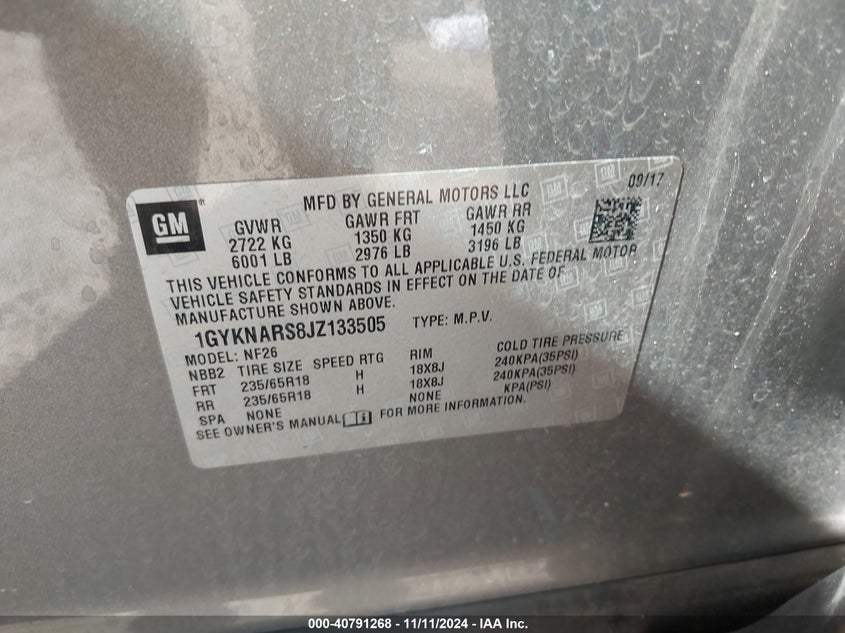 GM
MFD BY GENERAL MOTORS LLC
09/17
GVWR GAWR FRT GAWR RR
2722 KG 1350 KG 1450 KG
6001 LB 2976 LB 3196 LB
THIS VEHICLE CONFORMS TO ALL APPLICABLE U.S. FEDERAL MOTOR
VEHICLE SAFETY STANDARDS IN EFFECT ON THE DATE OF
MANUFACTURE SHOWN ABOVE.
1GYKNARS8JZ133505 TYPE: M.P.V.
MODEL: NF26
NBB2 TIRE SIZE SPEED RTG RIM COLD TIRE PRESSURE
FRT 235/65R18 H 18X8J 240KPA(35PSI)
RR 235/65R18 H 18X8J 240KPA(35PSI)
SPA NONE NONE KPA(PSI)
SEE OWNER'S MANUAL FOR MORE INFORMATION.
000-40791268 - 11/11/2024 - IAA Inc.